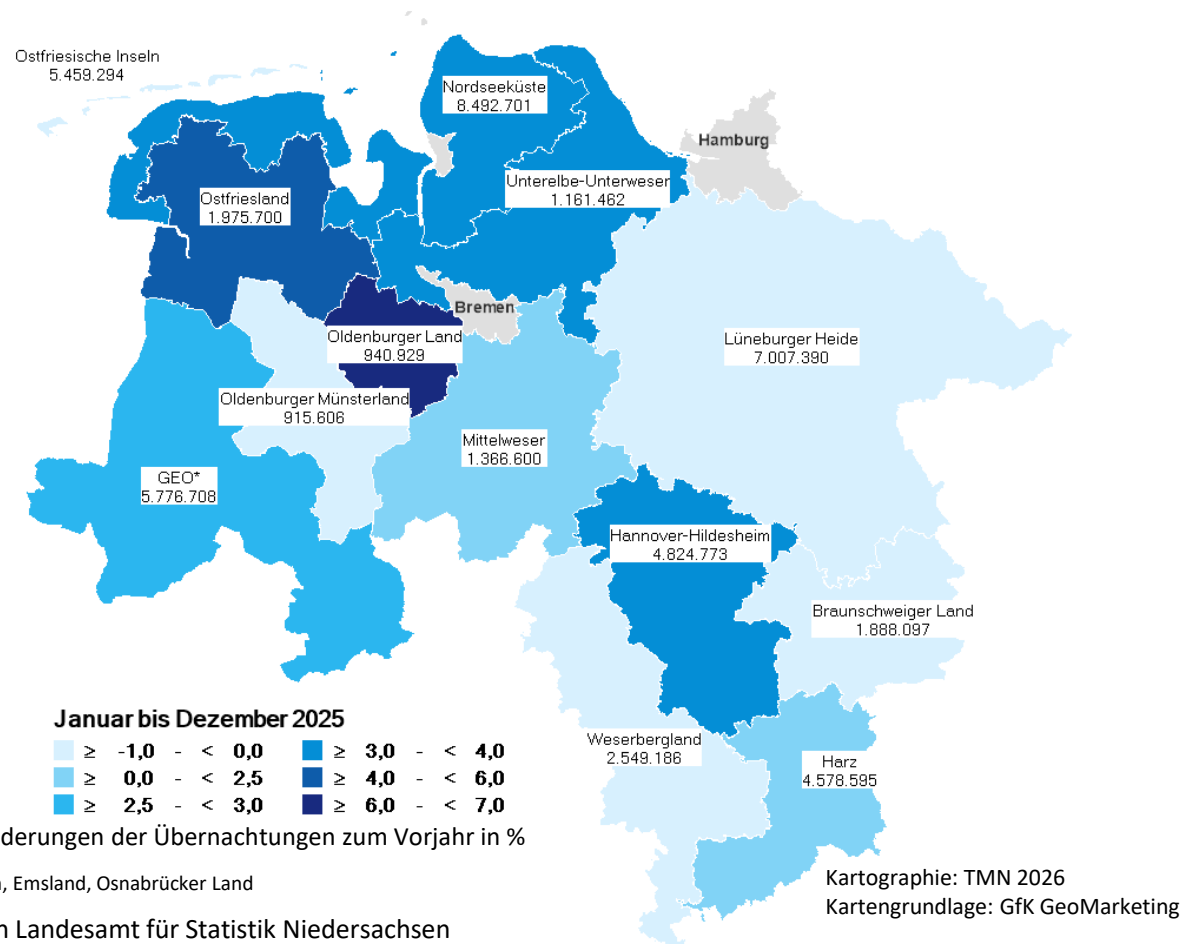 Ostfriesische Inseln
5.459.294
Nordseeküste
8.492.701
Hamburg
Unterelbe-Unterweser
1.161.462
Ostfriesland
1.975.700
Bremen
Oldenburger Land
940.929
Lüneburger Heide
7.007.390
Oldenburger Münsterland
915.606
Mittelweser
1.366.600
GEO*
5.776.708
Hannover-Hildesheim
4.824.773
Braunschweiger Land
1.888.097
Weserbergland
2.549.186
Harz
4.578.595
Januar bis Dezember 2025
≥ -1,0 - < 0,0 ≥ 3,0 - < 4,0
≥ 0,0 - < 2,5 ≥ 4,0 - < 6,0
≥ 2,5 - < 3,0 ≥ 6,0 - < 7,0
derungen der Übernachtungen zum Vorjahr in %
, Emsland, Osnabrücker Land
Landesamt für Statistik Niedersachsen
Kartographie: TMN 2026
Kartengrundlage: GfK GeoMarketing